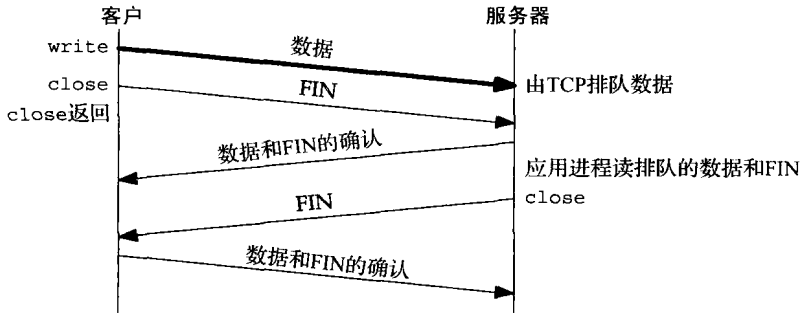 客户
服务器
write
数据
close
FIN
由TCP排队数据
close返回
数据和FIN的确认
应用进程读排队的数据和FIN
FIN
close
数据和FIN的确认